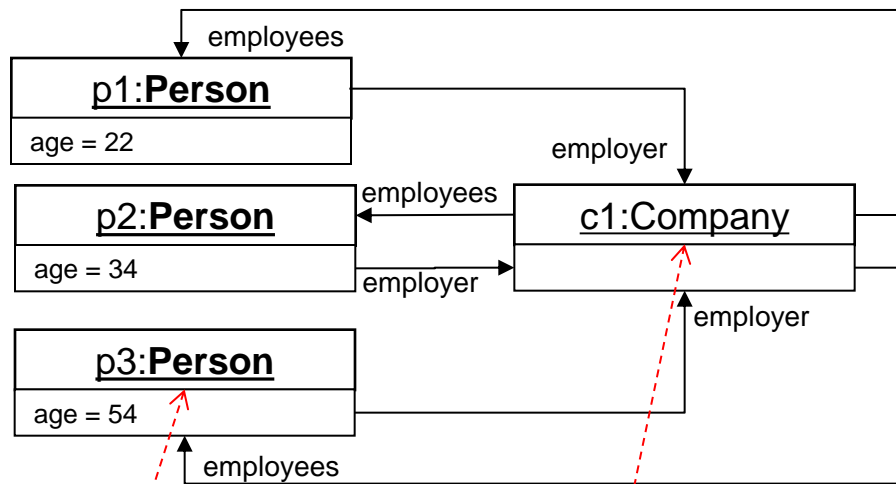 employees
p1:Person
age = 22
employer
employees
p2:Person
c1:Company
age = 34
employer
employer
p3:Person
age = 54
employees